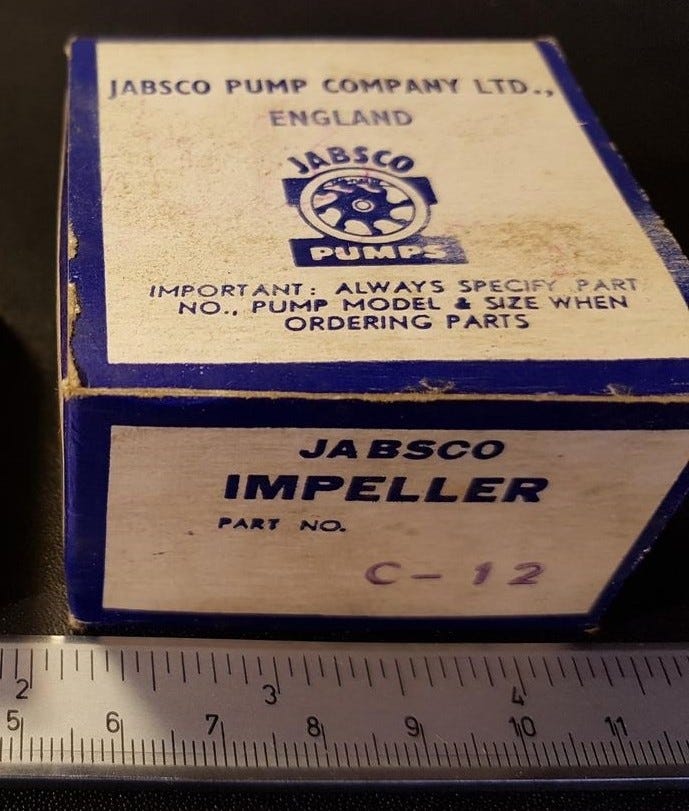 JABSCO PUMP COMPANY LTD.,
ENGLAND
JABSCO
PUMPS
IMPORTANT: ALWAYS SPECIFY PART
NO., PUMP MODEL & SIZE WHEN
ORDERING PARTS
JABSCO
IMPELLER
PART NO.
C-12
2 3 4
5 6 7 8 9 10 11